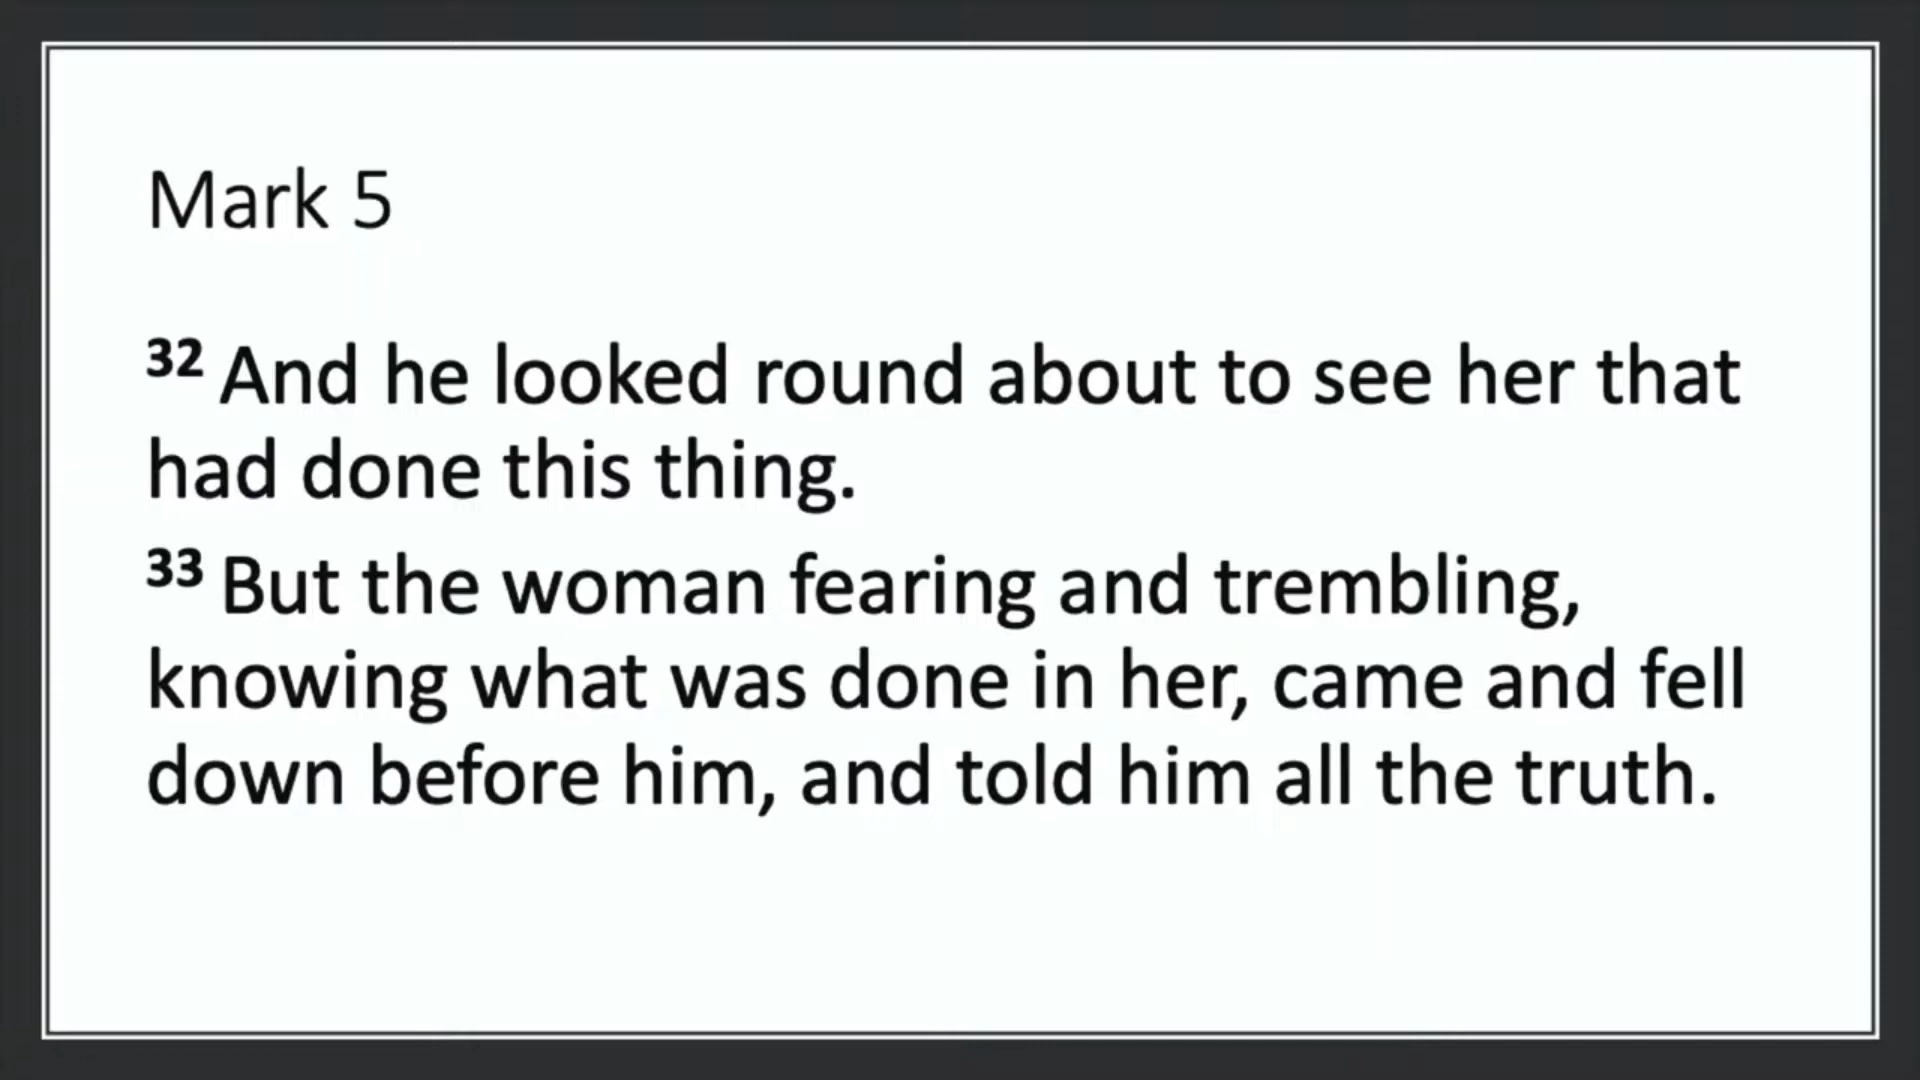 Mark 5
32 And he looked round about to see her that
had done this thing.
33 But the woman fearing and trembling,
knowing what was done in her, came and fell
down before him, and told him all the truth.